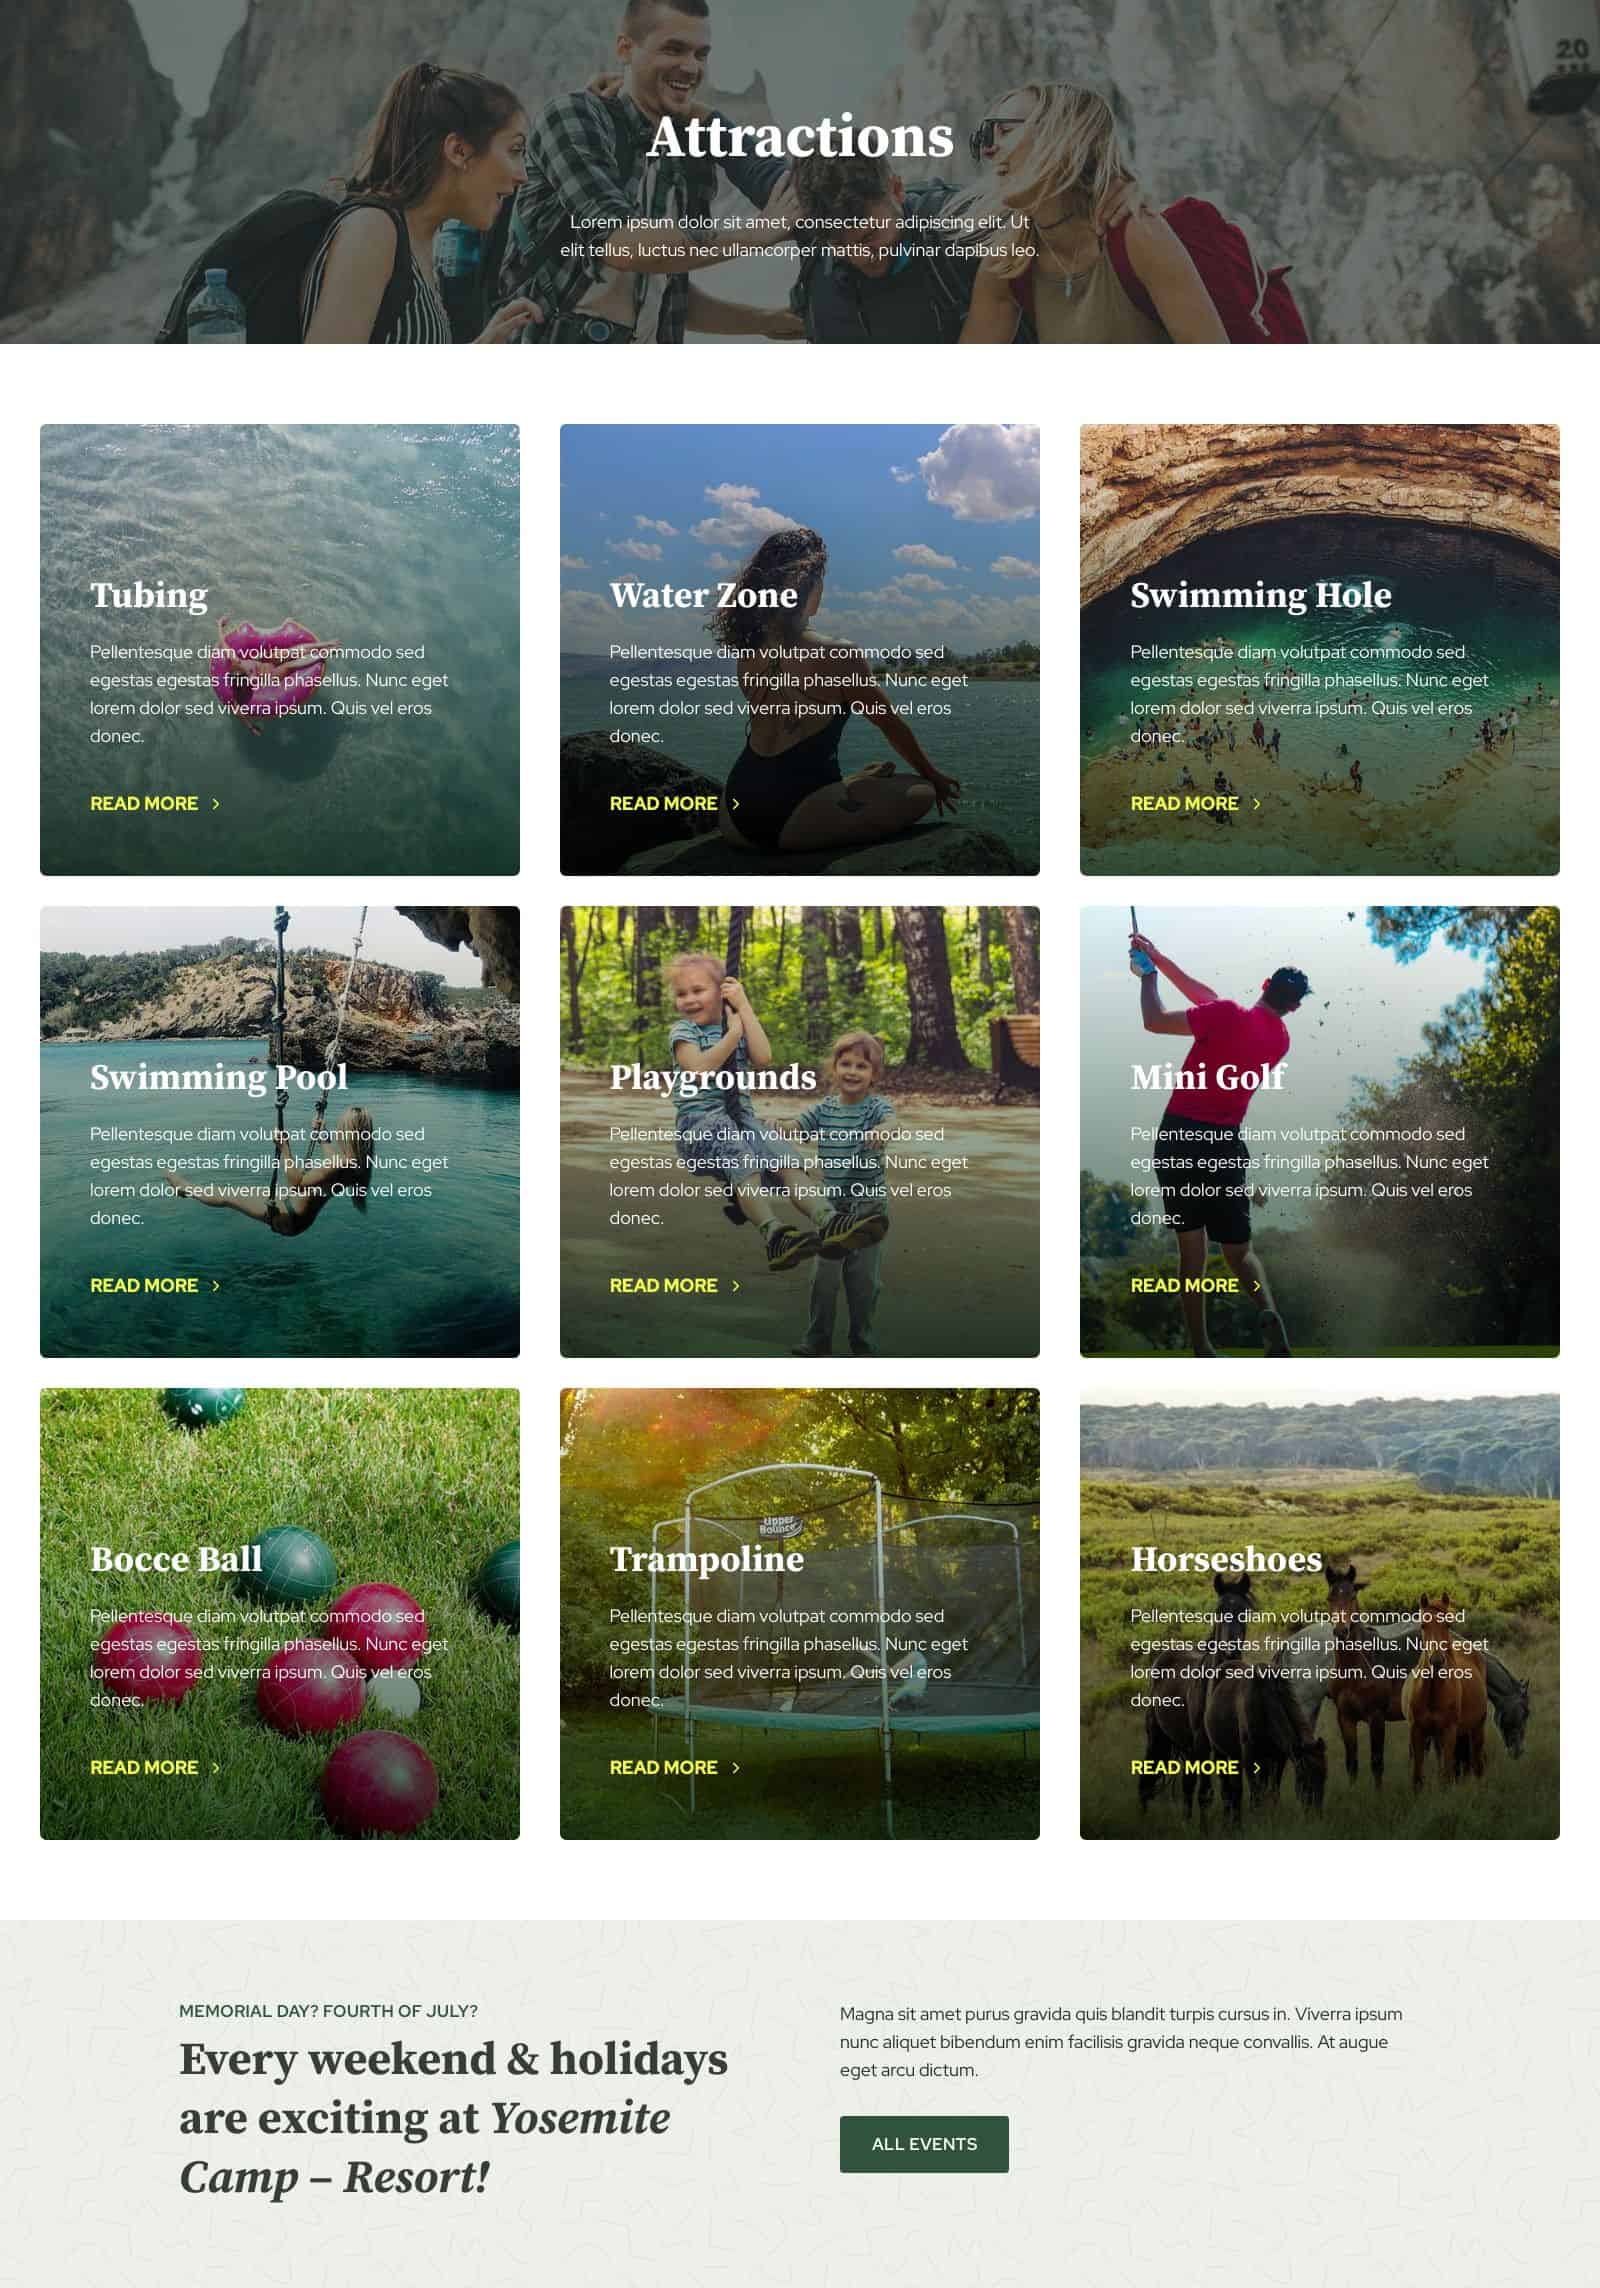 20
Attractions
Lorem ipsum dolor sit amet, consectetur adipiscing elit. Ut
elit tellus, luctus nec ullamcorper mattis, pulvinar dapibus leo.
Tubing
Pellentesque diam volutpat commodo sed
egestas egestas fringilla phasellus. Nunc eget
lorem dolor sed viverra ipsum. Quis vel eros
donec.
READ MORE
Water Zone
Pellentesque diam volutpat commodo sed
egestas egestas fringilla phasellus. Nunc eget
lorem dolor sed viverra ipsum. Quis vel eros
donec.
READ MORE
Swimming Hole
Pellentesque diam volutpat commodo sed
egestas egestas fringilla phasellus. Nunc eget
lorem dolor sed viverra ipsum. Quis vel eros
donec.
READ MORE
Swimming Pool
Pellentesque diam volutpat commodo sed
egestas egestas fringilla phasellus. Nunc eget
lorem dolor sed viverra ipsum. Quis vel eros
donec.
READ MORE
Playgrounds
Pellentesque diam volutpat commodo sed
egestas egestas fringilla phasellus. Nunc eget
lorem dolor sed viverra ipsum. Quis vel eros
donec.
READ MORE
Mini Golf
Pellentesque diam volutpat commodo sed
egestas egestas fringilla phasellus. Nunc eget
lorem dolor sed viverra ipsum. Quis vel eros
donec.
READ MORE
Bocce Ball
Pellentesque diam volutpat commodo sed
egestas egestas fringilla phasellus. Nunc eget
lorem dolor sed viverra ipsum. Quis vel eros
donec.
READ MORE
Upper
Bounce
Trampoline
Pellentesque diam volutpat commodo sed
egestas egestas fringilla phasellus. Nunc eget
lorem dolor sed viverra ipsum. Quis vel eros
donec.
READ MORE
Horseshoes
Pellentesque diam volutpat commodo sed
egestas egestas fringilla phasellus. Nunc eget
lorem dolor sed viverra ipsum. Quis vel eros
donec.
READ MORE
MEMORIAL DAY? FOURTH OF JULY?
Every weekend & holidays
are exciting at Yosemite
Camp – Resort!
Magna sit amet purus gravida quis blandit turpis cursus in. Viverra ipsum
nunc aliquet bibendum enim facilisis gravida neque convallis. At augue
eget arcu dictum.
ALL EVENTS